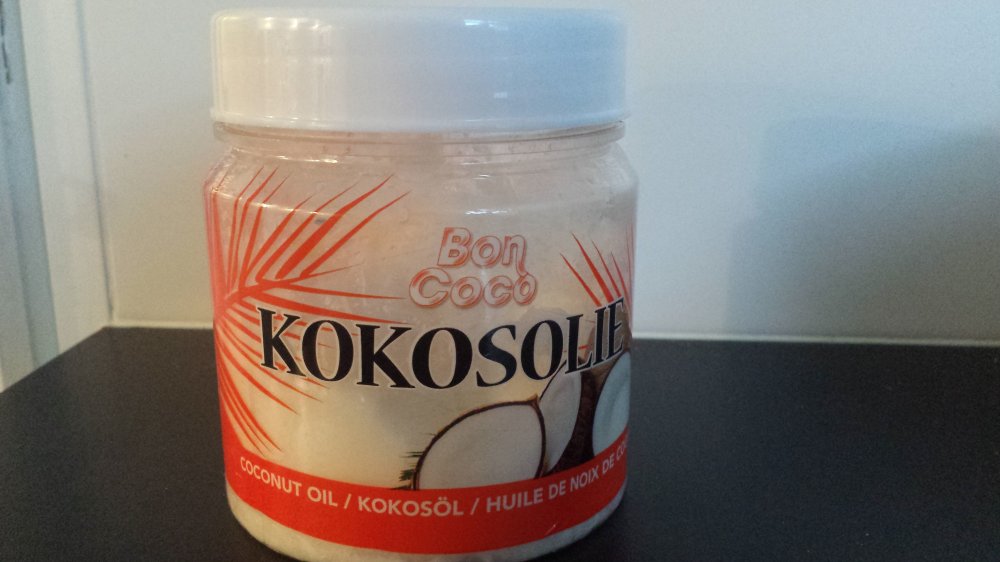 Bon
Coco
KOKOSOLIE
COCONUT OIL / KOKOSÖL / HUILE DE NOIX DE